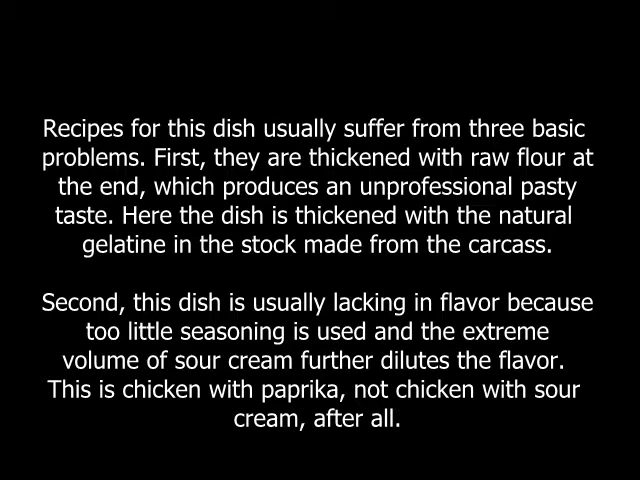 Recipes for this dish usually suffer from three basic
problems. First, they are thickened with raw flour at
the end, which produces an unprofessional pasty
taste. Here the dish is thickened with the natural
gelatine in the stock made from the carcass.
Second, this dish is usually lacking in flavor because
too little seasoning is used and the extreme
volume of sour cream further dilutes the flavor.
This is chicken with paprika, not chicken with sour
cream, after all.